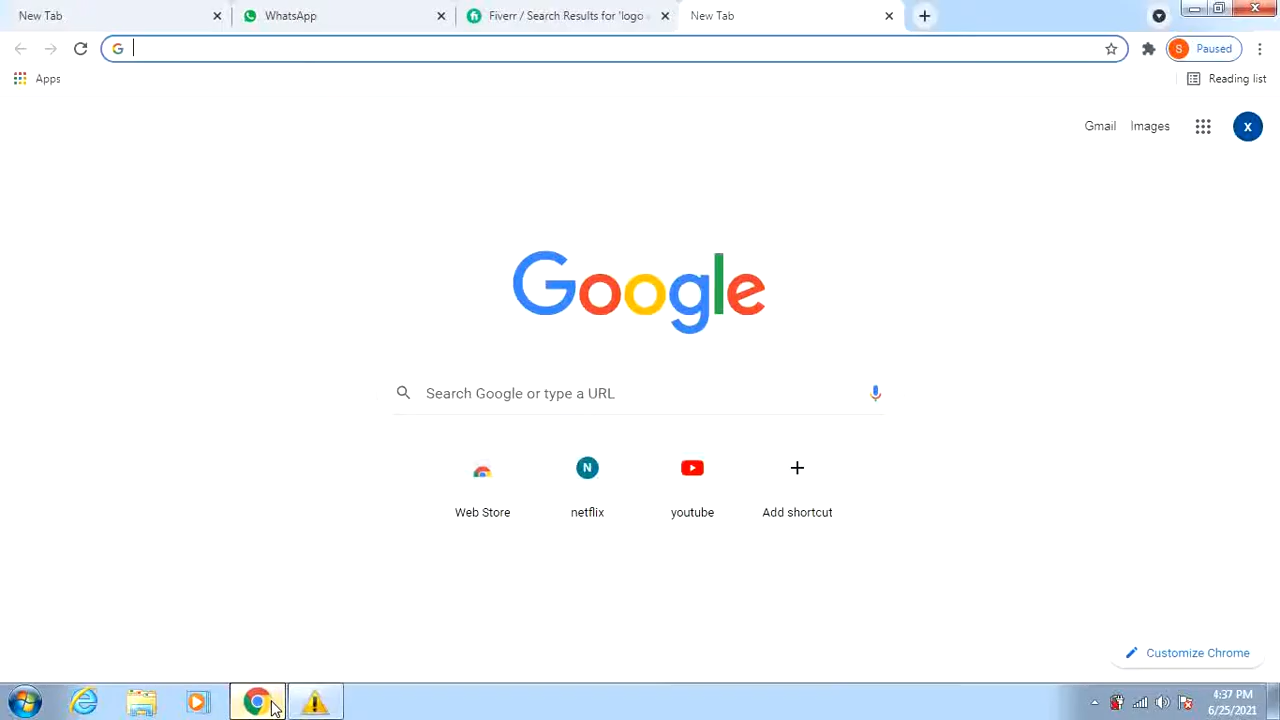 New Tab
WhatsApp
Fiverr / Search Results for 'logo
New Tab
S Paused
Apps
Reading list
Gmail Images
x
Google
Search Google or type a URL
N
Web Store netflix youtube Add shortcut
Customize Chrome
4:37 PM
6/25/2021